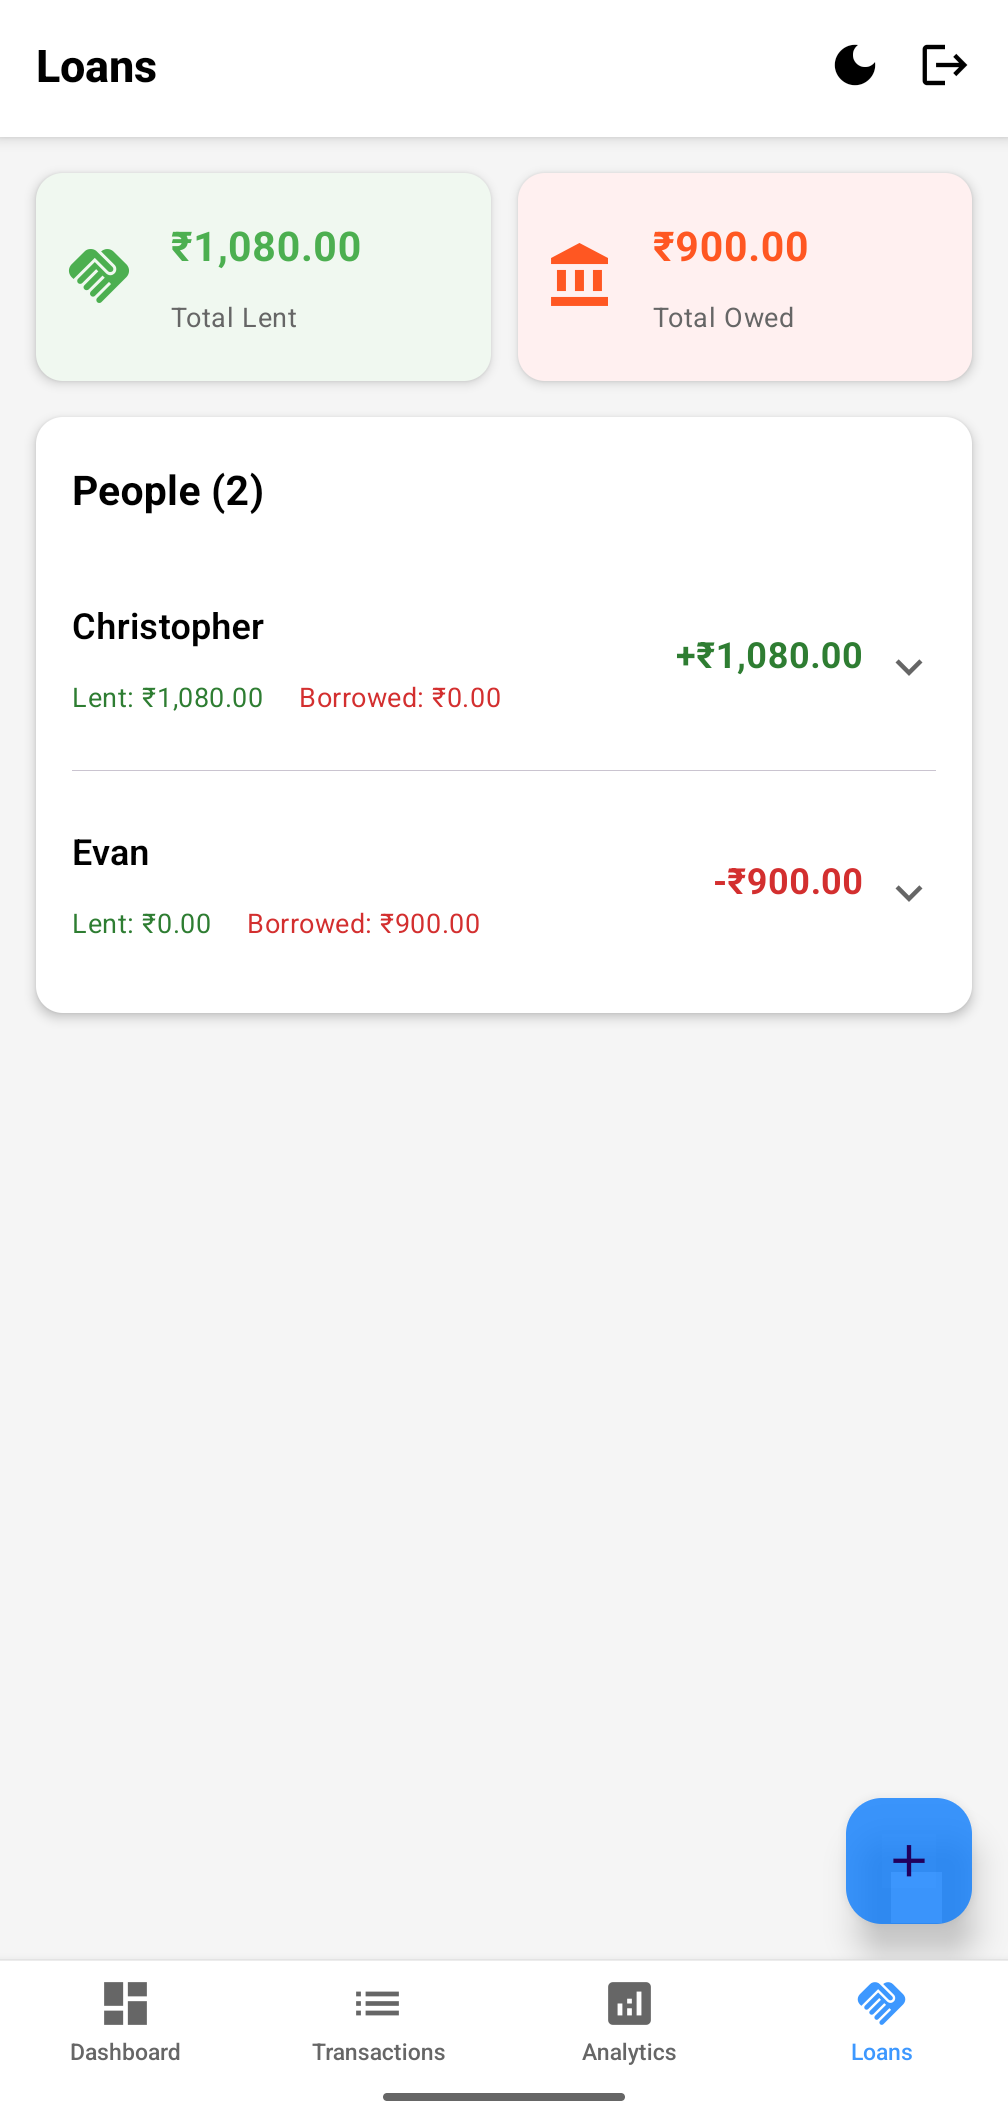 Loans
₹1,080.00
Total Lent
₹900.00
Total Owed
People (2)
Christopher
+₹1,080.00
Lent: ₹1,080.00 Borrowed: ₹0.00
Evan
-₹900.00
Lent: ₹0.00 Borrowed: ₹900.00
Dashboard Transactions Analytics Loans